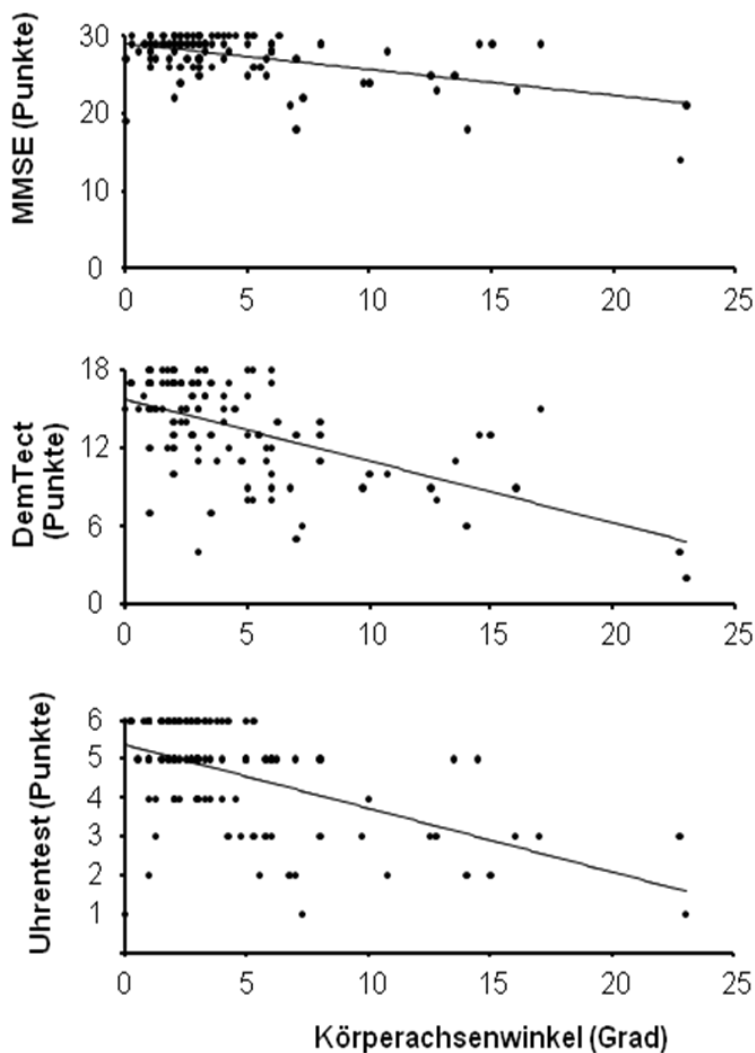 MMSE (Punkte)
30
20
10
0
0 5 10 15 20 25
DemTect
(Punkte)
18
12
6
0
0 5 10 15 20 25
Uhrentest (Punkte)
6
5
4
3
2
1
0 5 10 15 20 25
Körperachsenwinkel (Grad)